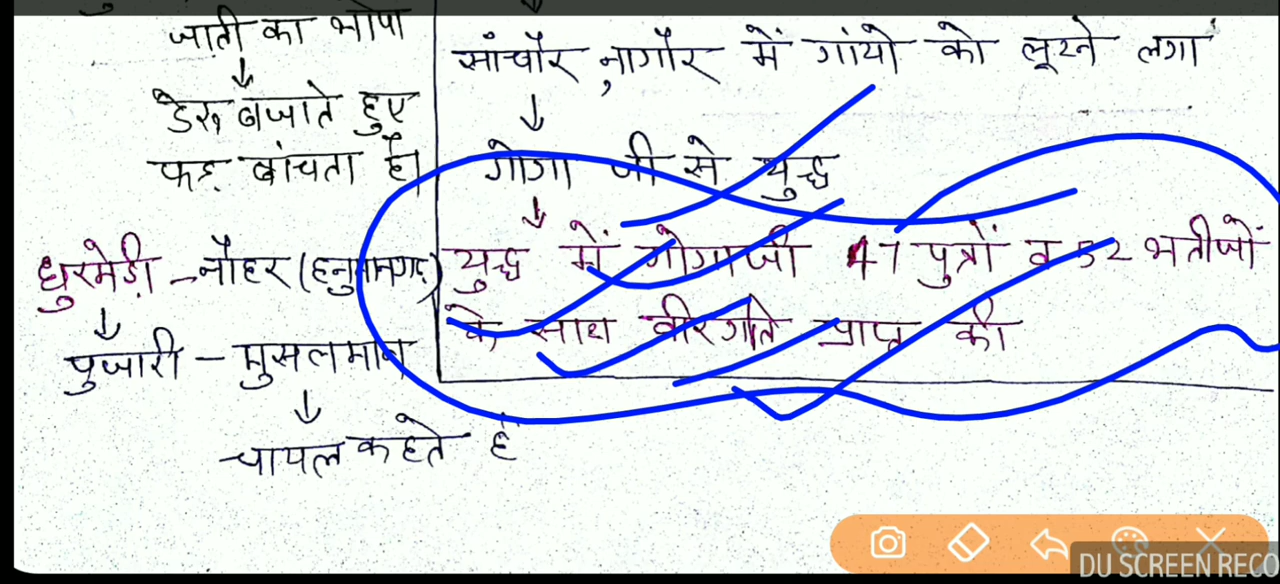 जाती का भोपा
↓
डेरू बजाते हुए
फड़ बांचता है।
धुरमेड़ी - नौहर (हनुमानगढ़)
↓
पुजारी - मुसलमान
↓
चायल कहते है
सांचौर, नागौर में गांयो को लूटने लगा
↓
गोगा जी से युद्ध
↓
युद्ध में गोगाजी 47 पुत्रों व 52 भतीजों
के साथ वीरगति प्राप्त की
DU SCREEN RECO